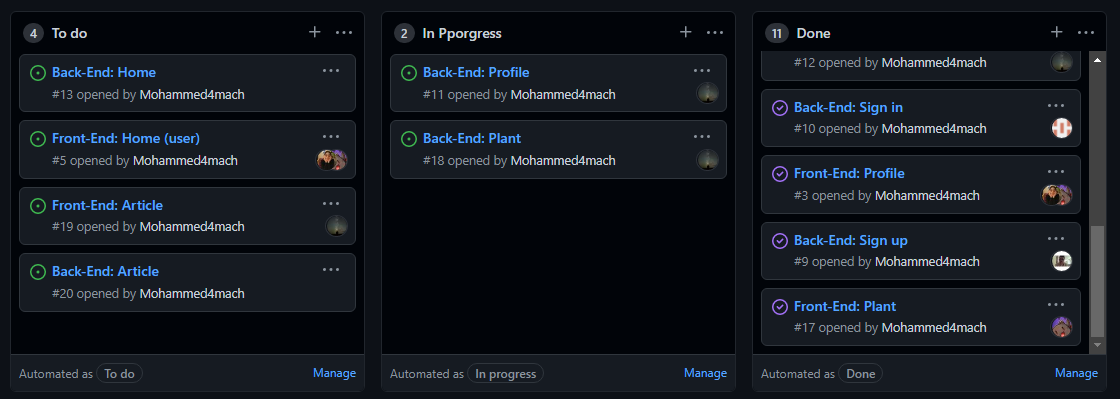 4 To do
Back-End: Home
#13 opened by Mohammed4mach
Front-End: Home (user)
#5 opened by Mohammed4mach
Front-End: Article
#19 opened by Mohammed4mach
Back-End: Article
#20 opened by Mohammed4mach
Automated as To do Manage
2 In Pporgress
Back-End: Profile
#11 opened by Mohammed4mach
Back-End: Plant
#18 opened by Mohammed4mach
Automated as In progress Manage
11 Done
#12 opened by Mohammed4mach
Back-End: Sign in
#10 opened by Mohammed4mach
Front-End: Profile
#3 opened by Mohammed4mach
Back-End: Sign up
#9 opened by Mohammed4mach
Front-End: Plant
#17 opened by Mohammed4mach
Automated as Done Manage